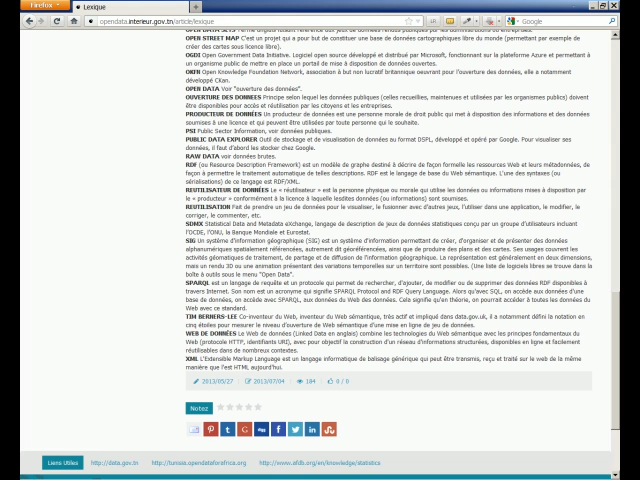 Firefox
Lexique
opendata.interieur.gov.tn/article/lexique
Google
OPEN STREET MAP C'est un projet qui a pour but de constituer une base de données cartographiques libre du monde (permettant par exemple de
créer des cartes sous licence libre).
OGDI Open Government Data Initiative. Logiciel open source développé et distribué par Microsoft, fonctionnant sur la plateforme Azure et permettant à
un organisme public de mettre en place un portail de mise à disposition de données ouvertes.
OKFN Open Knowledge Foundation Network, association à but non lucratif britannique oeuvrant pour l'ouverture des données, elle a notamment
développé CKan.
OPEN DATA Voir "ouverture des données".
OUVERTURE DES DONNEES Principe selon lequel les données publiques (celles recueillies, maintenues et utilisées par les organismes publics) doivent
être disponibles pour accès et réutilisation par les citoyens et les entreprises.
PRODUCTEUR DE DONNÉES Un producteur de données est une personne morale de droit public qui met à disposition des informations et des données
soumises à une licence et qui peuvent être utilisées par toute personne qui le souhaite.
PSI Public Sector Information, voir données publiques.
PUBLIC DATA EXPLORER Outil de stockage et de visualisation de données au format DSPL, développé et opéré par Google. Pour visualiser ses
données, il faut d'abord les stocker chez Google.
RAW DATA voir données brutes.
RDF (ou Resource Description Framework) est un modèle de graphe destiné à décrire de façon formelle les ressources Web et leurs métadonnées, de
façon à permettre le traitement automatique de telles descriptions. RDF est le langage de base du Web sémantique. L'une des syntaxes (ou
sérialisations) de ce langage est RDF/XML.
REUTILISATEUR DE DONNÉES Le « réutilisateur » est la personne physique ou morale qui utilise les données ou informations mises à disposition par
le « producteur » conformément à la licence à laquelle lesdites données (ou informations) sont soumises.
REUTILISATION Fait de prendre un jeu de données pour le visualiser, le fusionner avec d'autres jeux, l'utiliser dans une application, le modifier, le
corriger, le commenter, etc.
SDMX Statistical Data and Metadata eXchange, langage de description de jeux de données statistiques conçu par un groupe d'utilisateurs incluant
l'OCDE, l'ONU, la Banque Mondiale et Eurostat.
SIG Un système d'information géographique (SIG) est un système d'information permettant de créer, d'organiser et de présenter des données
alphanumériques spatialement référencées, autrement dit géoréférencées, ainsi que de produire des plans et des cartes. Ses usages couvrent les
activités géomatiques de traitement, de partage et de diffusion de l'information géographique. La représentation est généralement en deux dimensions,
mais un rendu 3D ou une animation présentant des variations temporelles sur un territoire sont possibles. (Une liste de logiciels libres se trouve dans la
boîte à outils sous le menu "Open Data".
SPARQL est un langage de requête et un protocole qui permet de rechercher, d'ajouter, de modifier ou de supprimer des données RDF disponibles à
travers Internet. Son nom est un acronyme qui signifie SPARQL Protocol and RDF Query Language. Alors qu'avec SQL, on accède aux données d'une
base de données, on accède avec SPARQL, aux données du Web des données. Cela signifie qu'en théorie, on pourrait accéder à toutes les données du
Web avec ce standard.
TIM BERNERS-LEE Co-inventeur du Web, inventeur du Web sémantique, très actif et impliqué dans data.gov.uk, il a notamment défini la notation en
cinq étoiles pour mesurer le niveau d'ouverture de Web sémantique d'une mise en ligne de jeu de données.
WEB DE DONNÉES Le Web de données (Linked Data en anglais) combine les technologies du Web sémantique avec les principes fondamentaux du
Web (protocole HTTP, identifiants URI), avec pour objectif la construction d'un réseau d'informations structurées, disponibles en ligne et facilement
réutilisables dans de nombreux contextes.
XML L'Extensible Markup Language est un langage informatique de balisage générique qui peut être transmis, reçu et traité sur le web de la même
manière que l'est HTML aujourd'hui.
2013/05/27 2013/07/04 184 0 / 0
Notez
Liens Utiles http://data.gov.tn http://tunisia.opendataforafrica.org http://www.afdb.org/en/knowledge/statistics